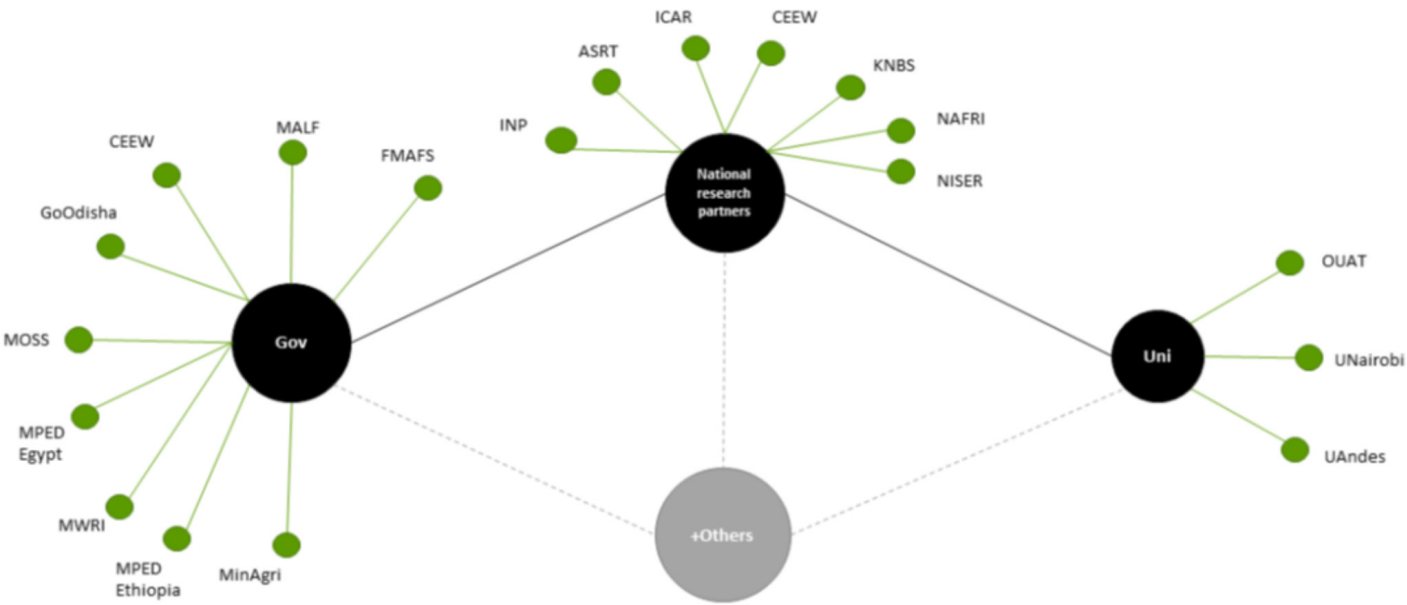 ICAR
CEEW
ASRT
KNBS
INP
NAFRI
NISER
National
research
partners
CEEW
MALF
FMAFS
GoOdisha
MOSS
Gov
MPED
Egypt
MWRI
MPED
Ethiopia
MinAgri
OUAT
Uni
UNairobi
UAndes
+Others